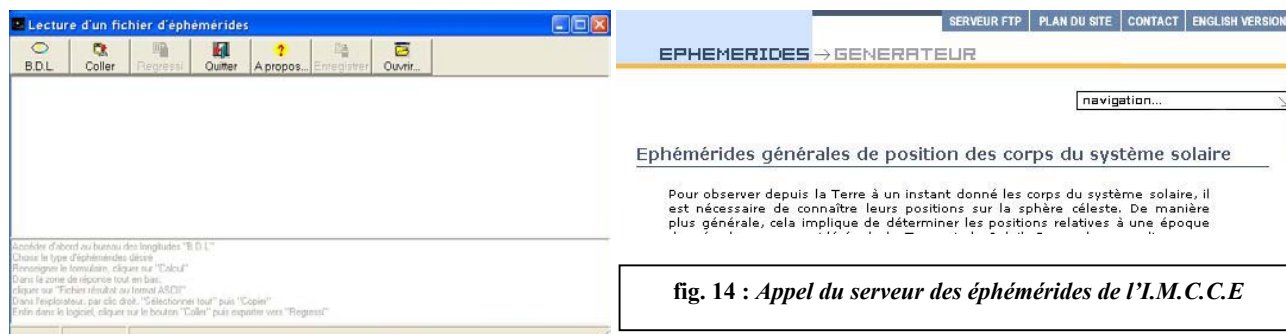 Lecture d'un fichier d'éphémérides
B.D.L. Coller Regressi Quitter A propos... Enregistrer Ouvrir...
Accéder d'abord au bureau des longitudes "B.D.L"
Choisir le type d'éphémérides désiré
Renseigner le formulaire, cliquer sur "Calcul"
Dans la zone de réponse tout en bas,
cliquer sur "Fichier résultat au format ASCII"
Dans l'explorateur, par clic droit, "Sélectionner tout" puis "Copier"
Enfin dans le logiciel, cliquer sur le bouton "Coller" puis exporter vers "Regressi"
SERVEUR FTP PLAN DU SITE CONTACT ENGLISH VERSION
EPHEMERIDES → GENERATEUR
navigation...
Ephémérides générales de position des corps du système solaire
Pour observer depuis la Terre à un instant donné les corps du système solaire, il
est nécessaire de connaître leurs positions sur la sphère céleste. De manière
plus générale, cela implique de déterminer les positions relatives à une époque
fig. 14 : Appel du serveur des éphémérides de l'I.M.C.C.E